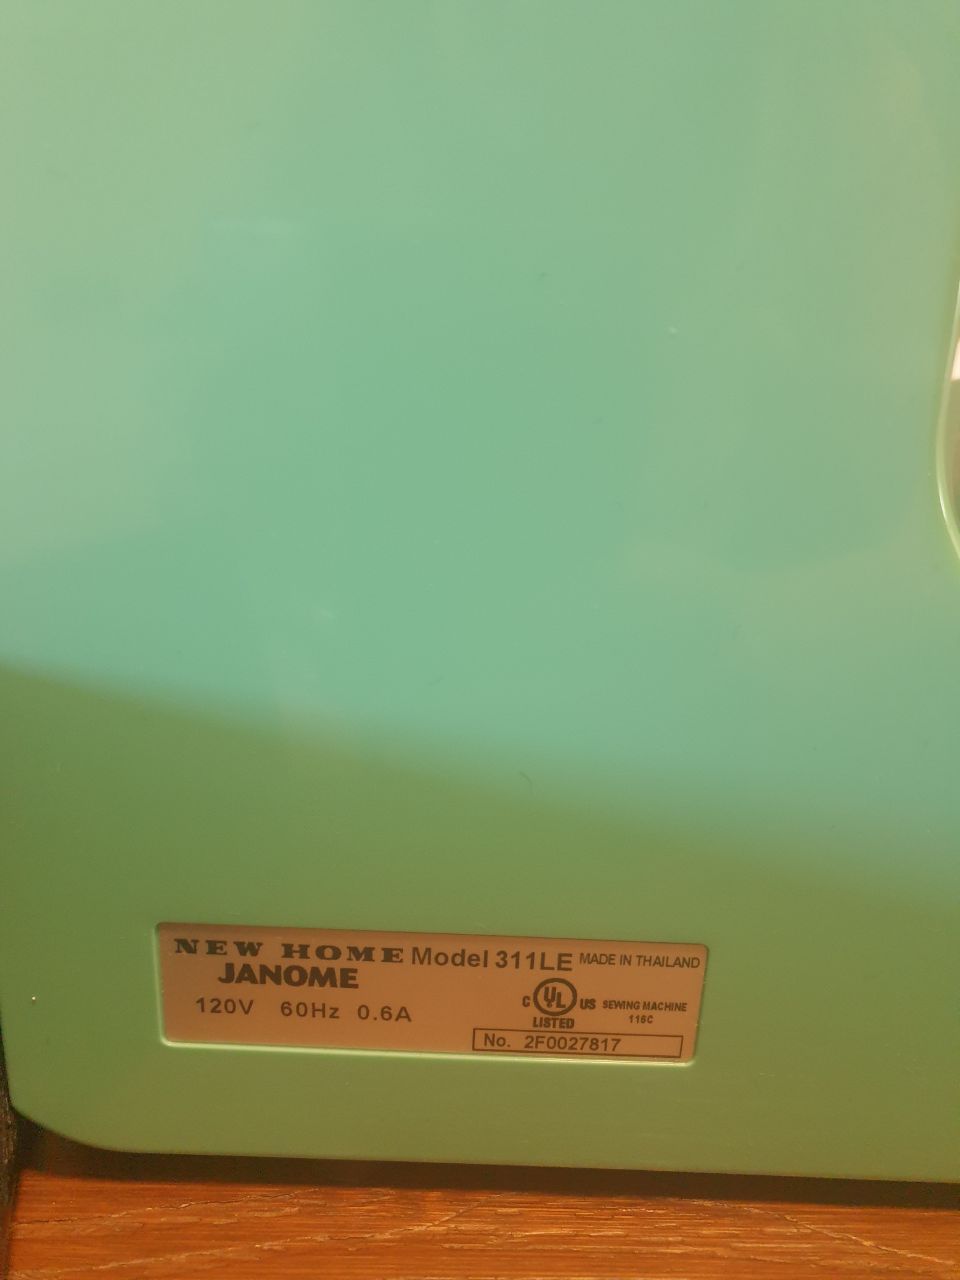 NEW HOME Model 311LE MADE IN THAILAND
JANOME
120V 60Hz 0.6A
C UL US SEWING MACHINE
LISTED 116C
No. 2F0027817